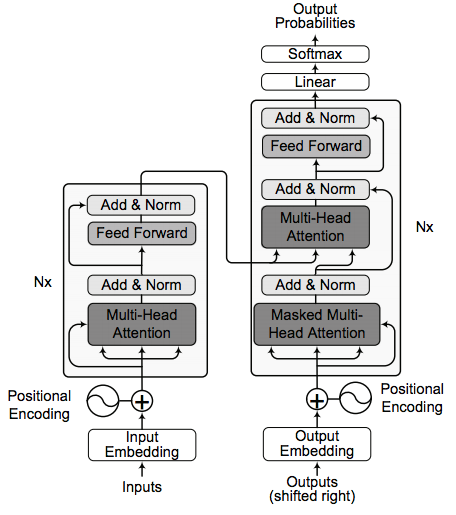 Output
Probabilities
Softmax
Linear
Add & Norm
Feed Forward
Add & Norm
Multi-Head
Attention
Nx
Add & Norm
Masked Multi-
Head Attention
Add & Norm
Feed Forward
Nx
Add & Norm
Multi-Head
Attention
Positional
Encoding
Positional
Encoding
Input
Embedding
Output
Embedding
Inputs
Outputs
(shifted right)